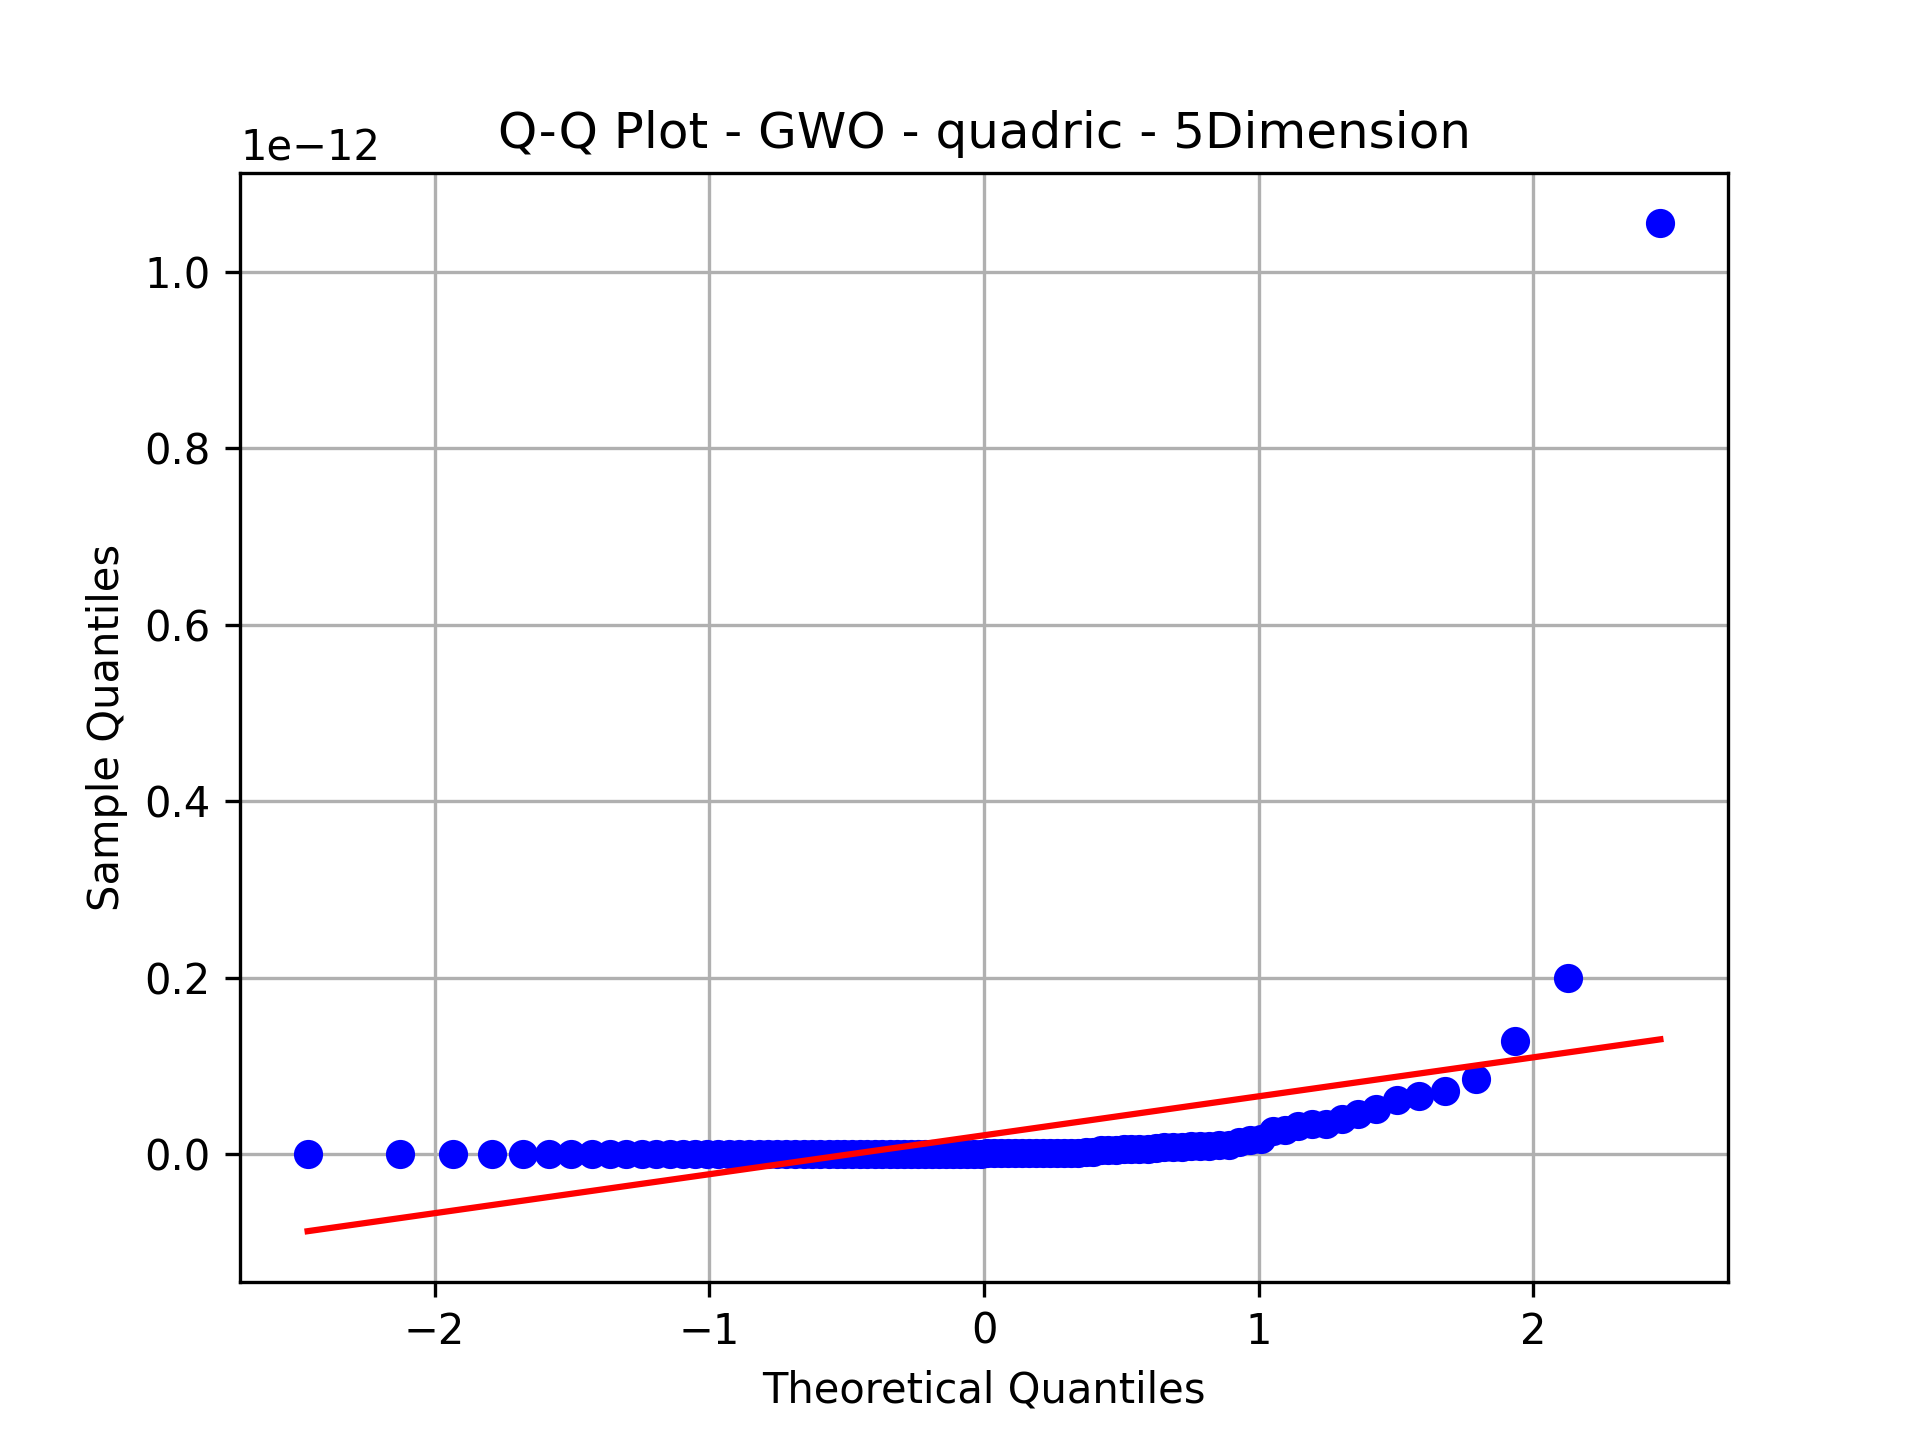 Q-Q Plot - GWO - quadric - 5Dimension
1e−12
1.0
0.8
0.6
0.4
0.2
0.0
Sample Quantiles
−2 −1 0 1 2
Theoretical Quantiles